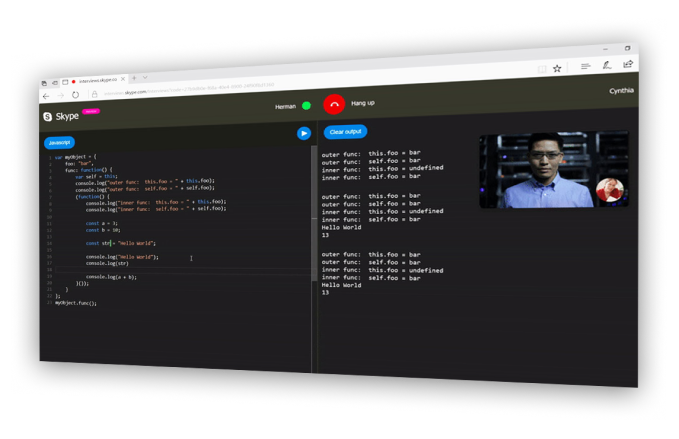 interviews.skype.co
Skype
Herman
Hang up
Cynthia
Javascript
Clear output
1 var myObject = {
2 foo: "bar",
3 func: function() {
4 var self = this;
5 console.log("outer func: this.foo = " + this.foo);
6 console.log("outer func: self.foo = " + self.foo);
7 (function() {
8 console.log("inner func: this.foo = " + this.foo);
9 console.log("inner func: self.foo = " + self.foo);
10
11 const a = 3;
12 const b = 10;
13
14 const str = "Hello World";
15
16 console.log("Hello World");
17 console.log(str)
18
19 console.log(a + b);
20 }());
21 }
22 };
23 myObject.func();
outer func: this.foo = bar
outer func: self.foo = bar
inner func: this.foo = undefined
inner func: self.foo = bar
outer func: this.foo = bar
outer func: self.foo = bar
inner func: this.foo = undefined
inner func: self.foo = bar
Hello World
13
outer func: this.foo = bar
outer func: self.foo = bar
inner func: this.foo = undefined
inner func: self.foo = bar
Hello World
13